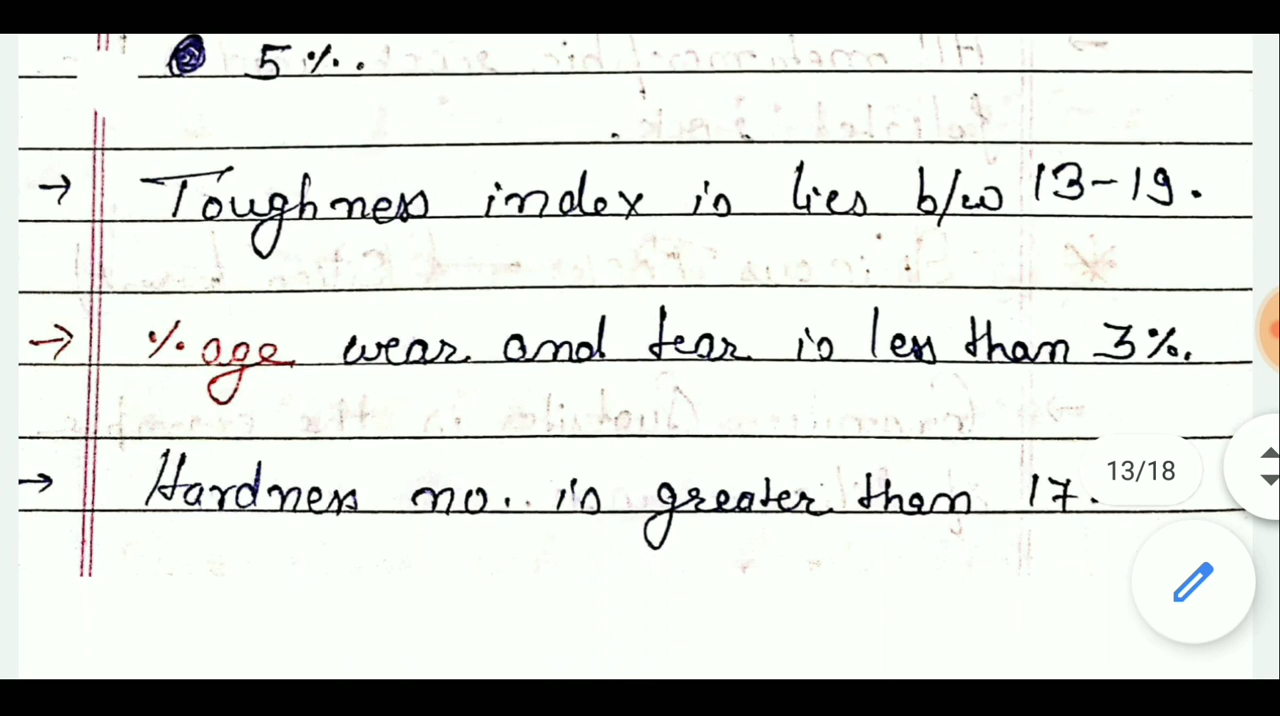 5%.
→ Toughness index is lies b/w 13-19.
→ %age wear and tear is less than 3%.
→ Hardness no. is greater than 17.
13/18